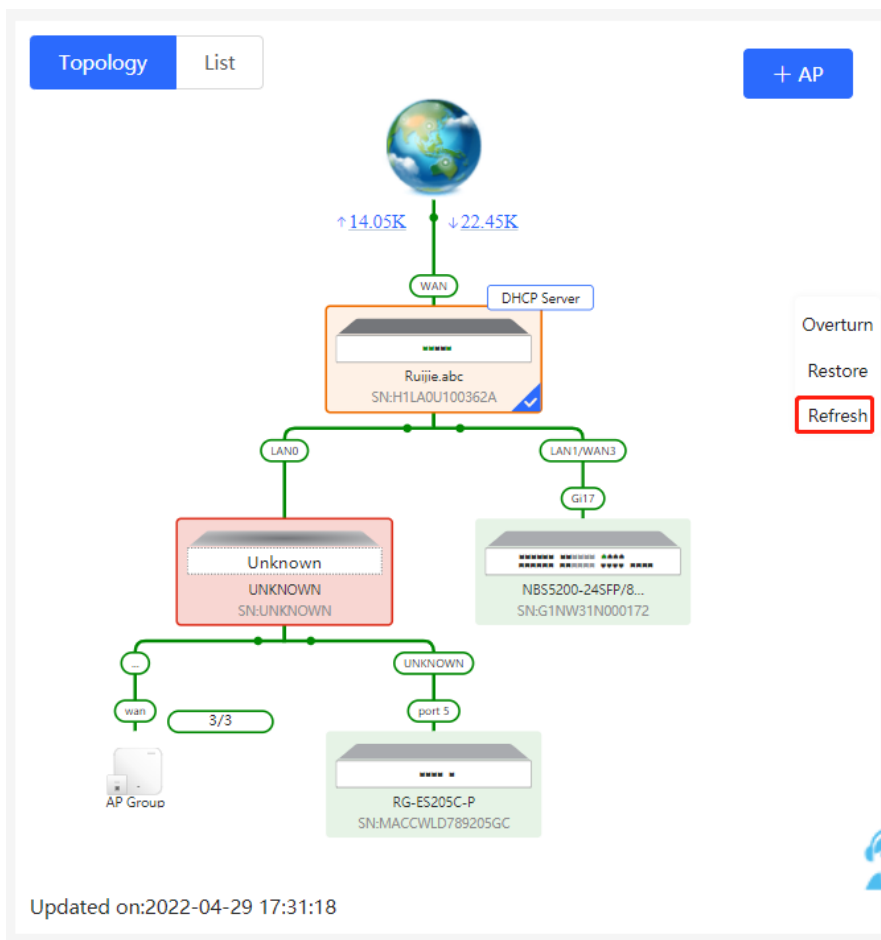 Topology
List
+ AP
↑14.05K
↓22.45K
WAN
DHCP Server
Overturn
Ruijie.abc
Restore
SN:H1LA0U100362A
Refresh
LAN0
LAN1/WAN3
Gi17
Unknown
UNKNOWN
SN:UNKNOWN
NBS5200-24SFP/8...
SN:G1NW31N000172
...
UNKNOWN
wan
3/3
port 5
AP Group
RG-ES205C-P
SN:MACCWLD789205GC
Updated on:2022-04-29 17:31:18